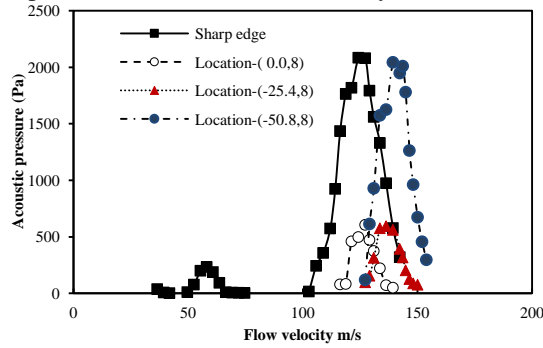 2500
2000
1500
1000
500
0
Acoustic pressure (Pa)
Sharp edge
Location-( 0.0,8)
Location-(-25.4,8)
Location-(-50.8,8)
0
50
100
150
200
Flow velocity m/s